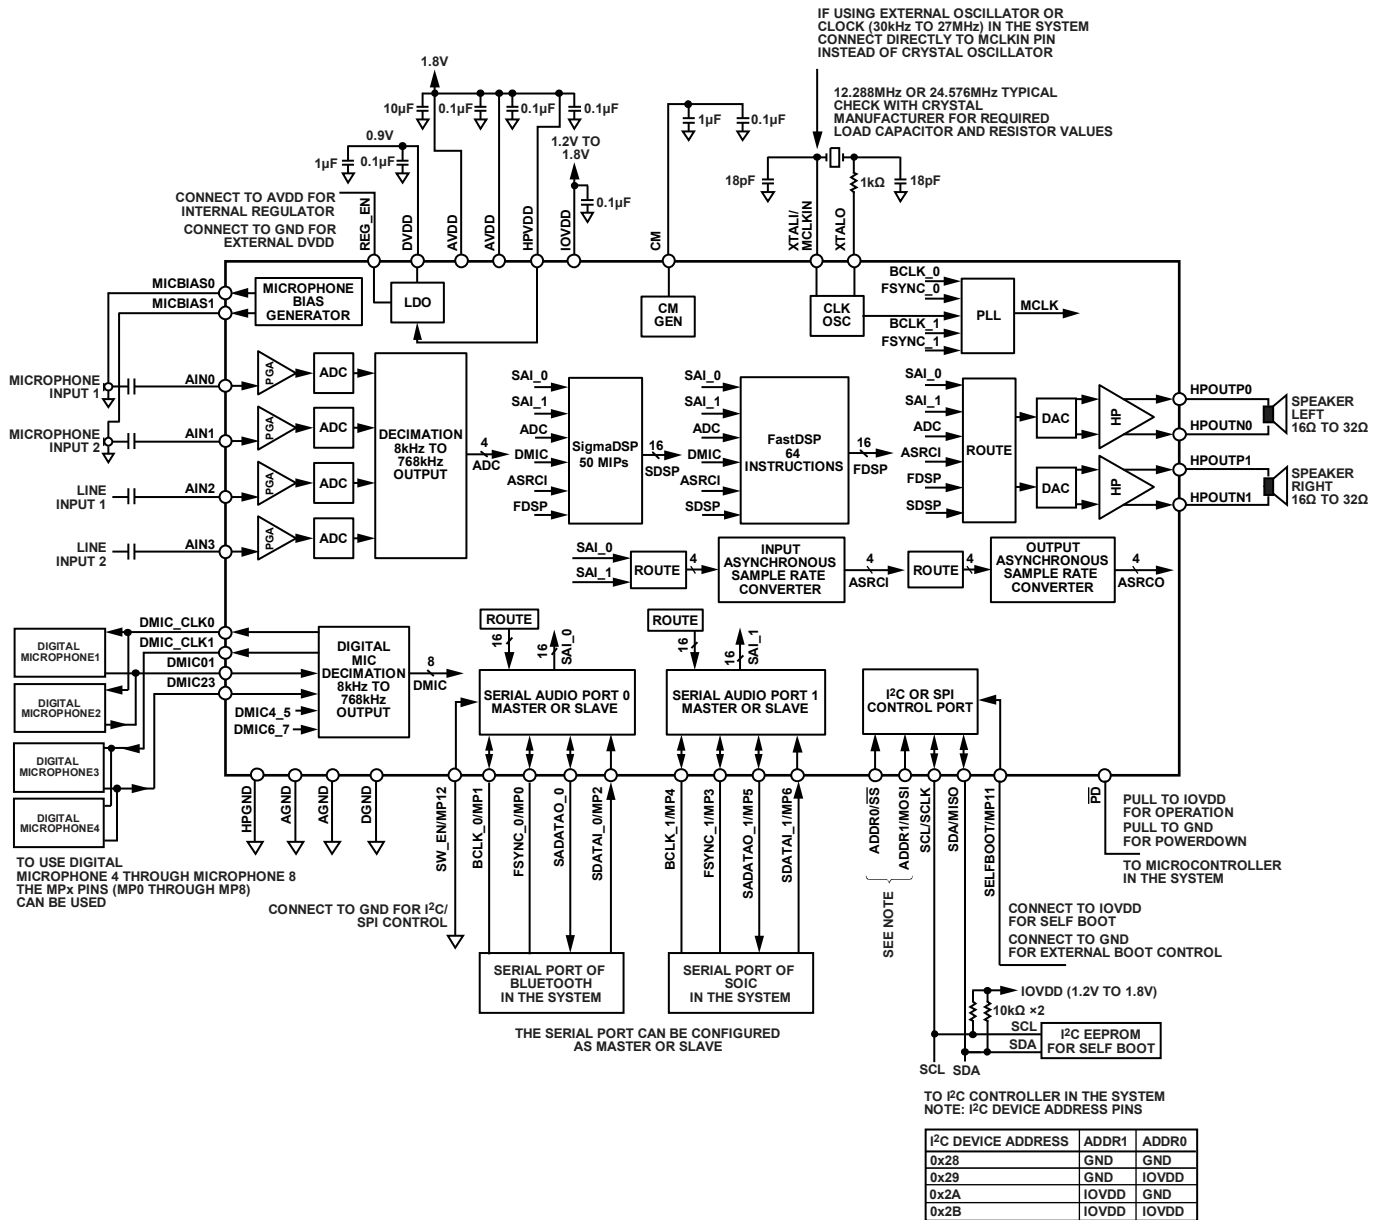 IF USING EXTERNAL OSCILLATOR OR
CLOCK (30kHz TO 27MHz) IN THE SYSTEM
CONNECT DIRECTLY TO MCLKIN PIN
INSTEAD OF CRYSTAL OSCILLATOR
12.288MHz OR 24.576MHz TYPICAL
CHECK WITH CRYSTAL
MANUFACTURER FOR REQUIRED
LOAD CAPACITOR AND RESISTOR VALUES
1.8V
10µF
0.1µF
0.1µF
0.1µF
0.9V
1µF
0.1µF
1.2V TO
1.8V
0.1µF
1µF
0.1µF
18pF
1kΩ
18pF
CONNECT TO AVDD FOR
INTERNAL REGULATOR
CONNECT TO GND FOR
EXTERNAL DVDD
REG_EN
DVDD
AVDD
AVDD
HPVDD
IOVDD
CM
XTALI/
MCLKIN
XTALO
MICBIAS0
MICBIAS1
MICROPHONE
BIAS
GENERATOR
LDO
CM
GEN
CLK
OSC
BCLK_0
FSYNC_0
BCLK_1
FSYNC_1
PLL
MCLK
MICROPHONE
INPUT 1
AIN0
PGA
ADC
MICROPHONE
INPUT 2
AIN1
PGA
ADC
LINE
INPUT 1
AIN2
PGA
ADC
LINE
INPUT 2
AIN3
PGA
ADC
DECIMATION
8kHz TO
768kHz
OUTPUT
4
ADC
SAI_0
SAI_1
ADC
DMIC
ASRCI
FDSP
SigmaDSP
50 MIPs
16
SDSP
SAI_0
SAI_1
ADC
DMIC
ASRCI
SDSP
FastDSP
64
INSTRUCTIONS
16
FDSP
SAI_0
SAI_1
ADC
ASRCI
FDSP
SDSP
ROUTE
DAC
HP
DAC
HP
HPOUTP0
HPOUTN0
SPEAKER
LEFT
16Ω TO 32Ω
HPOUTP1
HPOUTN1
SPEAKER
RIGHT
16Ω TO 32Ω
SAI_0
SAI_1
ROUTE
4
INPUT
ASYNCHRONOUS
SAMPLE RATE
CONVERTER
4
ASRCI
ROUTE
4
OUTPUT
ASYNCHRONOUS
SAMPLE RATE
CONVERTER
4
ASRCO
DIGITAL
MICROPHONE1
DIGITAL
MICROPHONE2
DIGITAL
MICROPHONE3
DIGITAL
MICROPHONE4
DMIC_CLK0
DMIC_CLK1
DMIC01
DMIC23
DMIC4_5
DMIC6_7
DIGITAL
MIC
DECIMATION
8kHz TO
768kHz
OUTPUT
8
DMIC
ROUTE
16
16
SAI_0
SERIAL AUDIO PORT 0
MASTER OR SLAVE
ROUTE
16
16
SAI_1
SERIAL AUDIO PORT 1
MASTER OR SLAVE
I²C OR SPI
CONTROL PORT
HPGND
AGND
AGND
DGND
SW_EN/MP12
BCLK_0/MP1
FSYNC_0/MP0
SADATAO_0
SDATAI_0/MP2
BCLK_1/MP4
FSYNC_1/MP3
SADATAO_1/MP5
SDATAI_1/MP6
ADDR0/SS
ADDR1/MOSI
SCL/SCLK
SDA/MISO
SELFBOOT/MP11
PD
PULL TO IOVDD
FOR OPERATION
PULL TO GND
FOR POWERDOWN
TO MICROCONTROLLER
IN THE SYSTEM
TO USE DIGITAL
MICROPHONE 4 THROUGH MICROPHONE 8
THE MPx PINS (MP0 THROUGH MP8)
CAN BE USED
CONNECT TO GND FOR I²C/
SPI CONTROL
SERIAL PORT OF
BLUETOOTH
IN THE SYSTEM
SERIAL PORT OF
SOIC
IN THE SYSTEM
SEE NOTE
CONNECT TO IOVDD
FOR SELF BOOT
CONNECT TO GND
FOR EXTERNAL BOOT CONTROL
THE SERIAL PORT CAN BE CONFIGURED
AS MASTER OR SLAVE
IOVDD (1.2V TO 1.8V)
10kΩ ×2
SCL
SDA
I²C EEPROM
FOR SELF BOOT
SCL
SDA
TO I²C CONTROLLER IN THE SYSTEM
NOTE: I²C DEVICE ADDRESS PINS
I²C DEVICE ADDRESS ADDR1 ADDR0
0x28 GND GND
0x29 GND IOVDD
0x2A IOVDD GND
0x2B IOVDD IOVDD